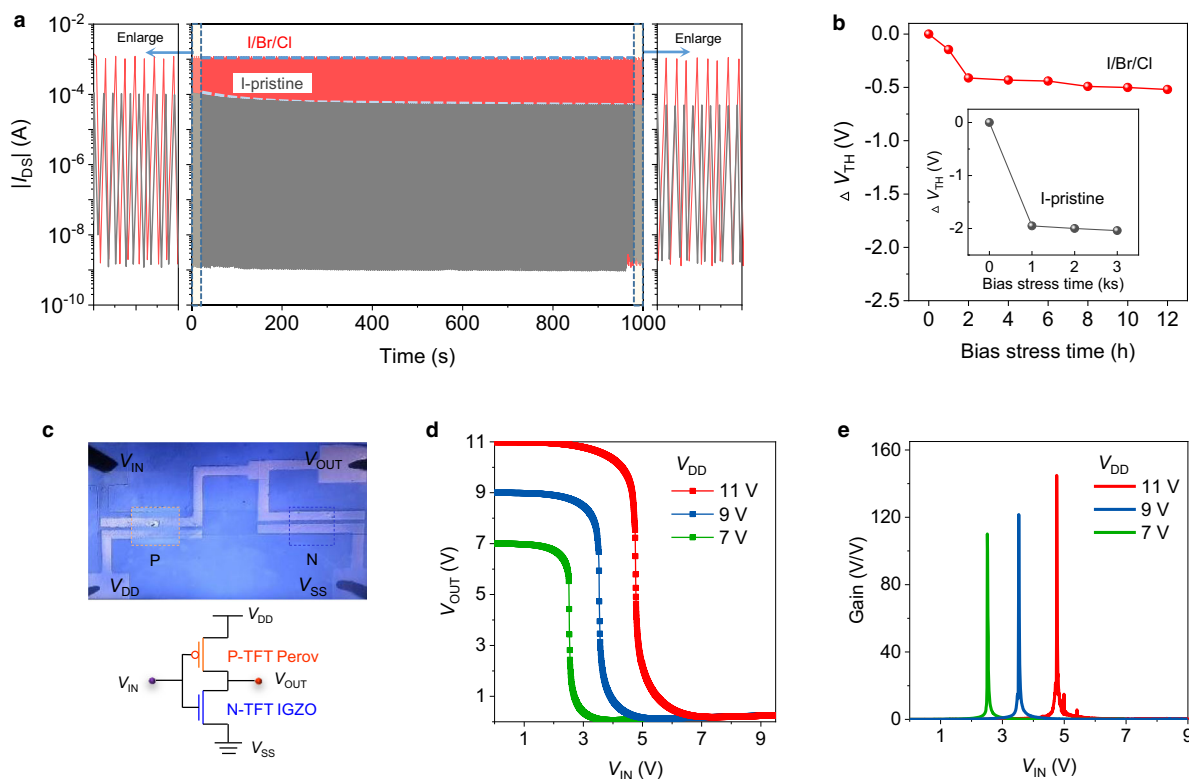 a
10⁻²
10⁻⁴
10⁻⁶
10⁻⁸
10⁻¹⁰
|I_DS| (A)
Enlarge
I/Br/Cl
Enlarge
I-pristine
0 200 400 600 800 1000
Time (s)
b
0.0
-0.5
-1.0
-1.5
-2.0
-2.5
△ V_TH (V)
I/Br/Cl
0
-1
-2
△ V_TH (V)
I-pristine
0 1 2 3
Bias stress time (ks)
0 2 4 6 8 10 12
Bias stress time (h)
c
V_IN V_OUT
P N
V_DD V_SS
V_DD
P-TFT Perov
V_IN V_OUT
N-TFT IGZO
V_SS
d
11
9
7
5
3
1
V_OUT (V)
V_DD
11 V
9 V
7 V
1 3 5 7 9
V_IN (V)
e
160
120
80
40
0
Gain (V/V)
V_DD
11 V
9 V
7 V
1 3 5 7 9
V_IN (V)